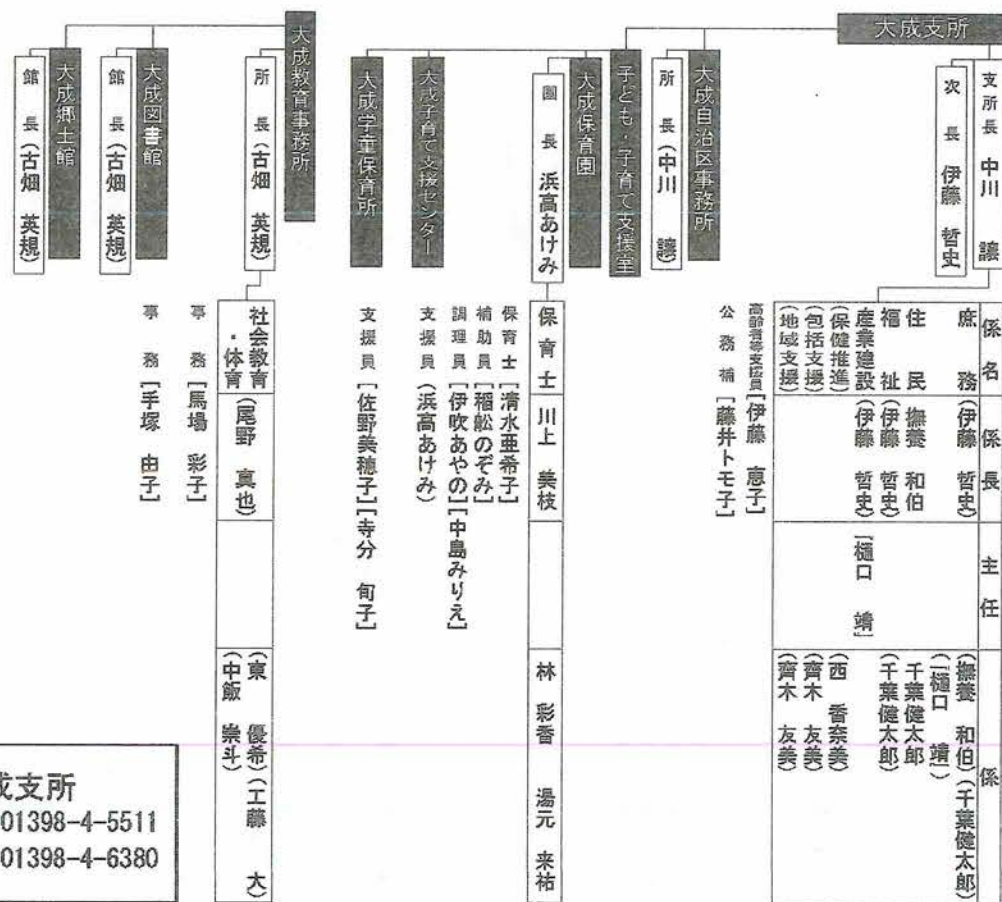 大成支所
支所長 中川 譲
次長 伊藤 哲史
係名 係長 主任 係
庶務 (伊藤 哲史) (撫養 和伯)(千葉健太郎)
(［樋口 靖］)
住民 撫養 和伯 千葉健太郎
福祉 (伊藤 哲史) (千葉健太郎)
産業建設 (伊藤 哲史) ［樋口 靖］
(保健推進) (西 香奈美)
(包括支援) (齊木 友美)
(地域支援) (齊木 友美)
高齢者等支援員 ［伊藤 恵子］
公務補 ［藤井トモ子］
大成自治区事務所
所長 (中川 譲)
子ども・子育て支援室
大成保育園
園長 浜高あけみ
保育士 川上 美枝 林 彩香 湯元 来祐
保育士 ［清水亜希子］
補助員 ［稲舩のぞみ］
調理員 ［伊吹あやの］［中島みりえ］
大成子育て支援センター
支援員 (浜高あけみ)
大成学童保育所
支援員 ［佐野美穂子］［寺分 旬子］
大成教育事務所
所長 (古畑 英規)
社会教育
・体育 (尾野 真也) (東 優希)(工藤 大)
(中飯 崇斗)
大成図書館
館長 (古畑 英規)
事務 ［馬場 彩子］
大成郷土館
館長 (古畑 英規)
事務 ［手塚 由子］
成支所
01398-4-5511
01398-4-6380